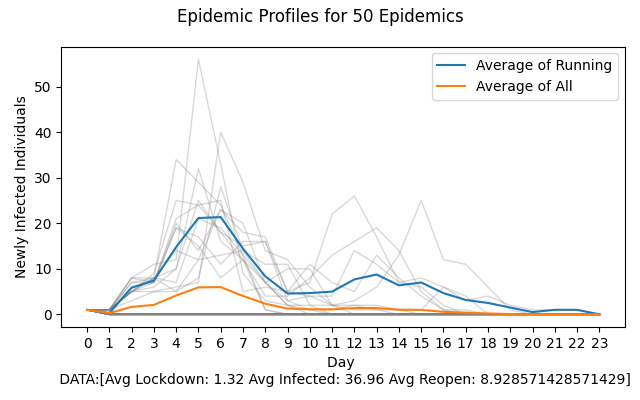 Epidemic Profiles for 50 Epidemics
Average of Running
Average of All
Newly Infected Individuals
50
40
30
20
10
0
0 1 2 3 4 5 6 7 8 9 10 11 12 13 14 15 16 17 18 19 20 21 22 23
Day
DATA:[Avg Lockdown: 1.32 Avg Infected: 36.96 Avg Reopen: 8.928571428571429]